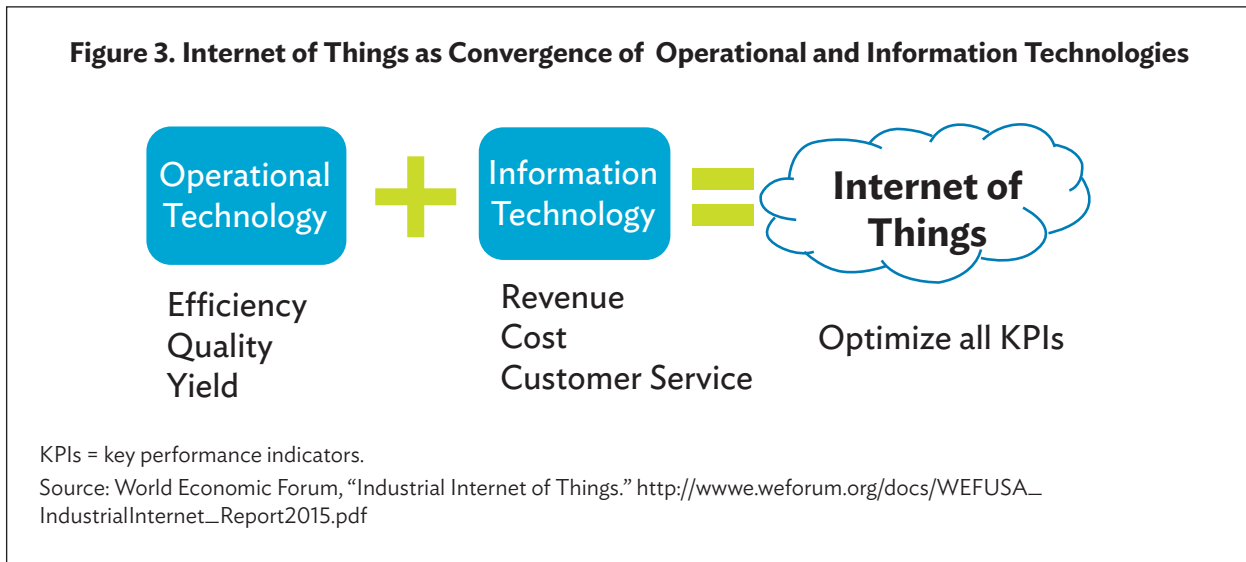 Figure 3. Internet of Things as Convergence of Operational and Information Technologies
Operational
Technology
Efficiency
Quality
Yield
Information
Technology
Revenue
Cost
Customer Service
Internet of
Things
Optimize all KPIs
KPIs = key performance indicators.
Source: World Economic Forum, “Industrial Internet of Things.” http://wwwe.weforum.org/docs/WEFUSA_
IndustrialInternet_Report2015.pdf